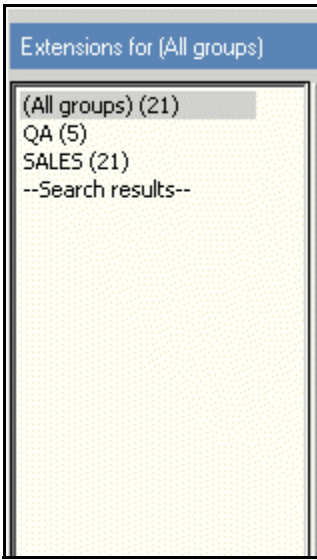 Extensions for (All groups)
(All groups) (21)
QA (5)
SALES (21)
--Search results--